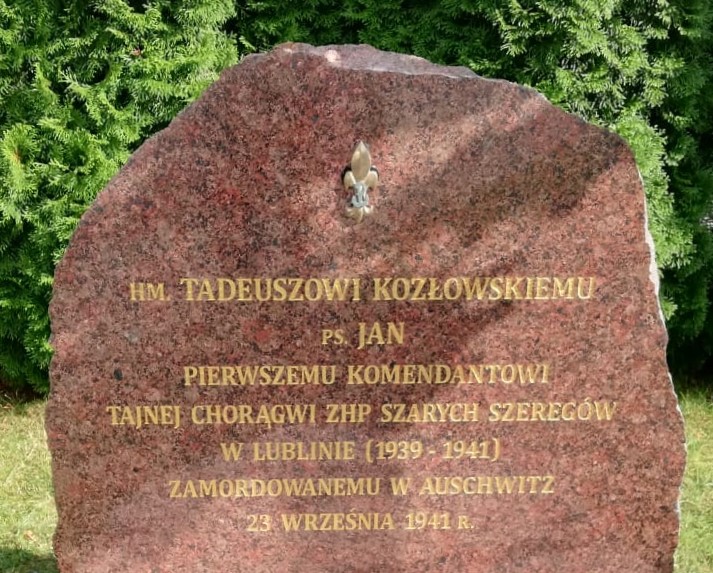 HM. TADEUSZOWI KOZŁOWSKIEMU
PS. JAN
PIERWSZEMU KOMENDANTOWI
TAJNEJ CHORĄGWI ZHP SZARYCH SZEREGÓW
W LUBLINIE (1939 - 1941)
ZAMORDOWANEMU W AUSCHWITZ
23 WRZEŚNIA 1941 R.